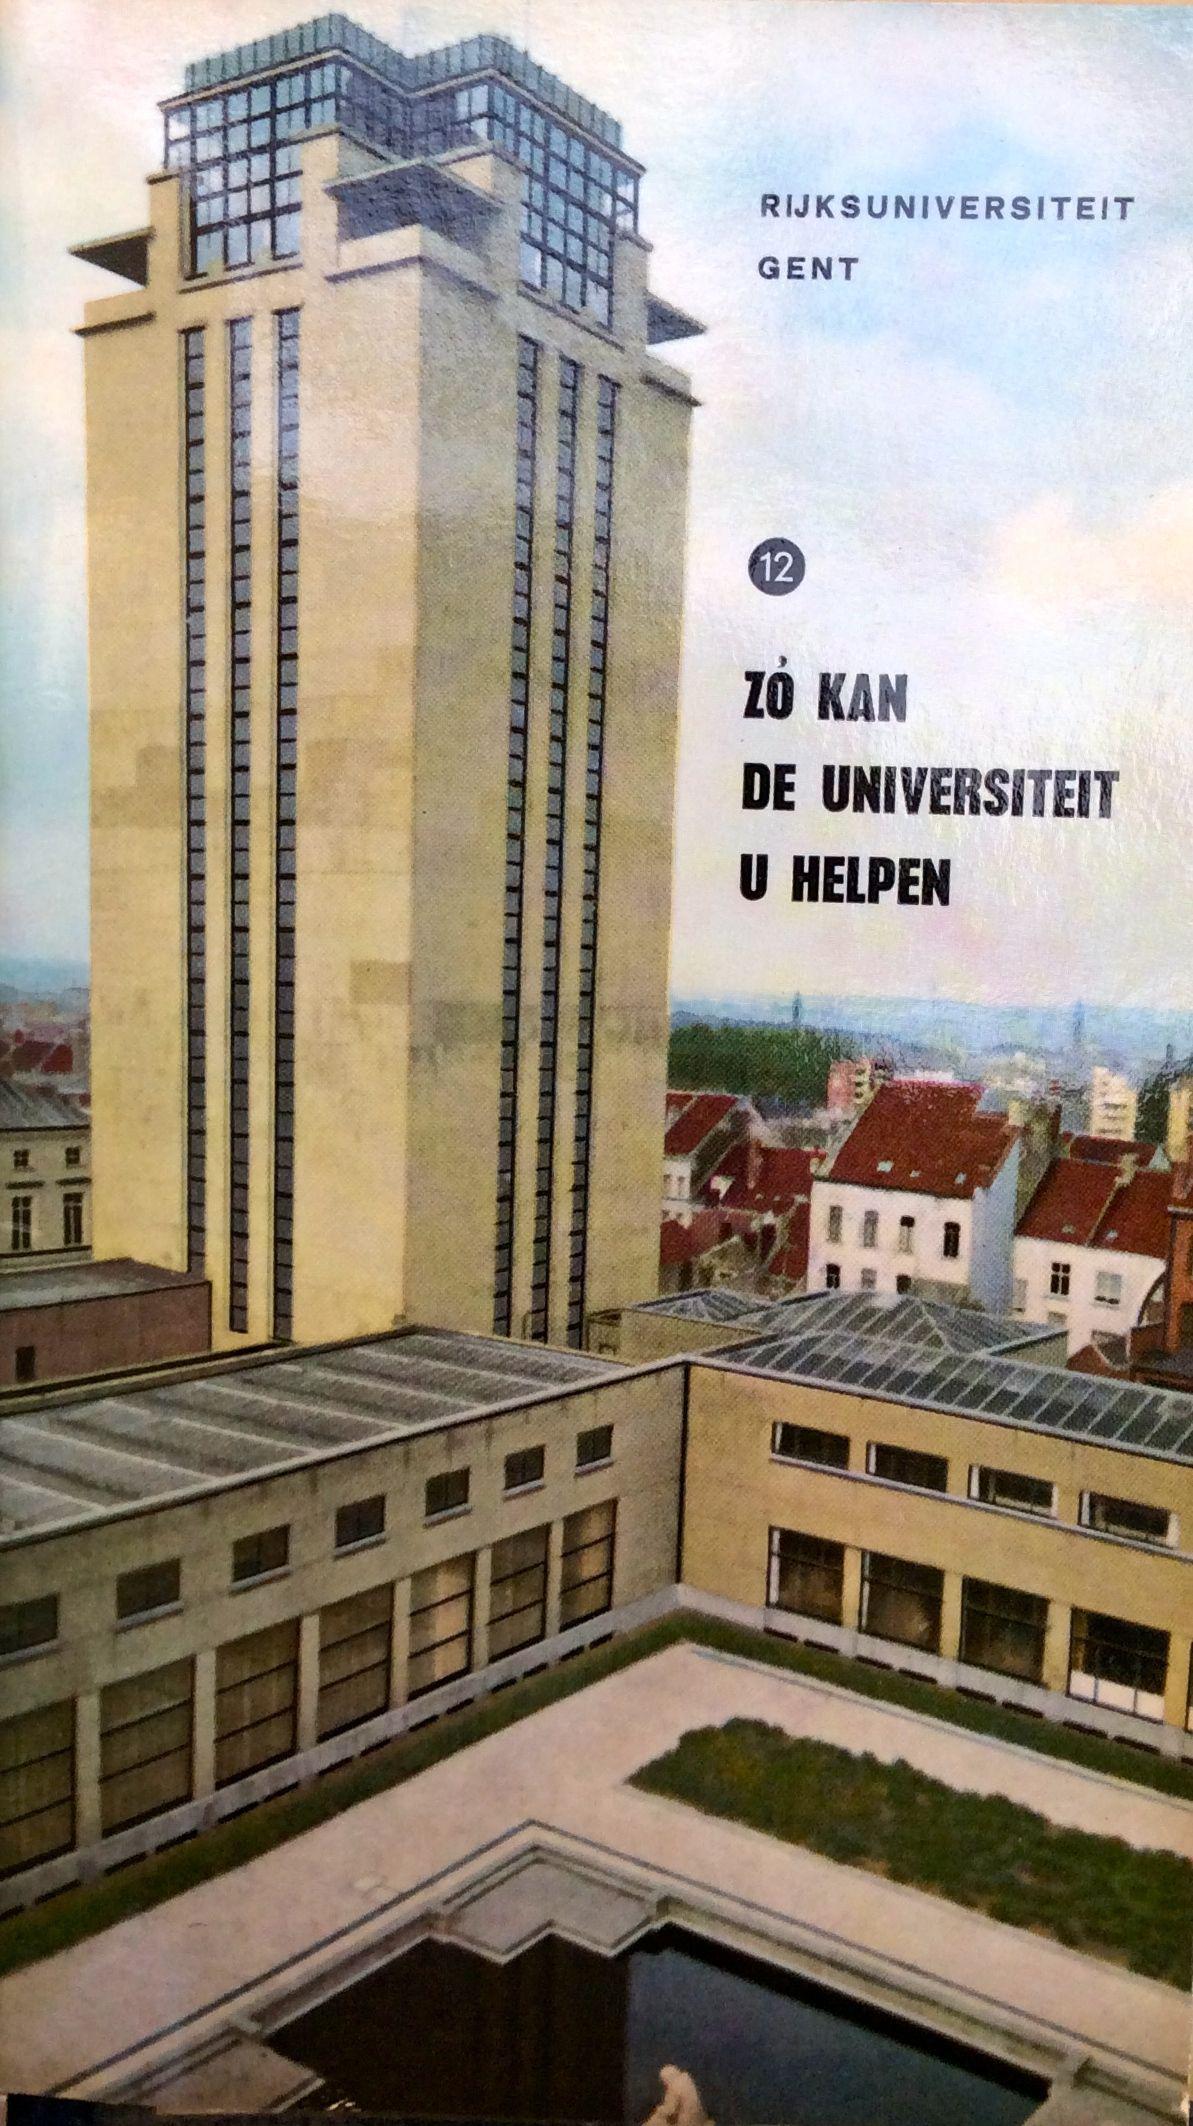 RIJKSUNIVERSITEIT
GENT
12
ZÓ KAN
DE UNIVERSITEIT
U HELPEN